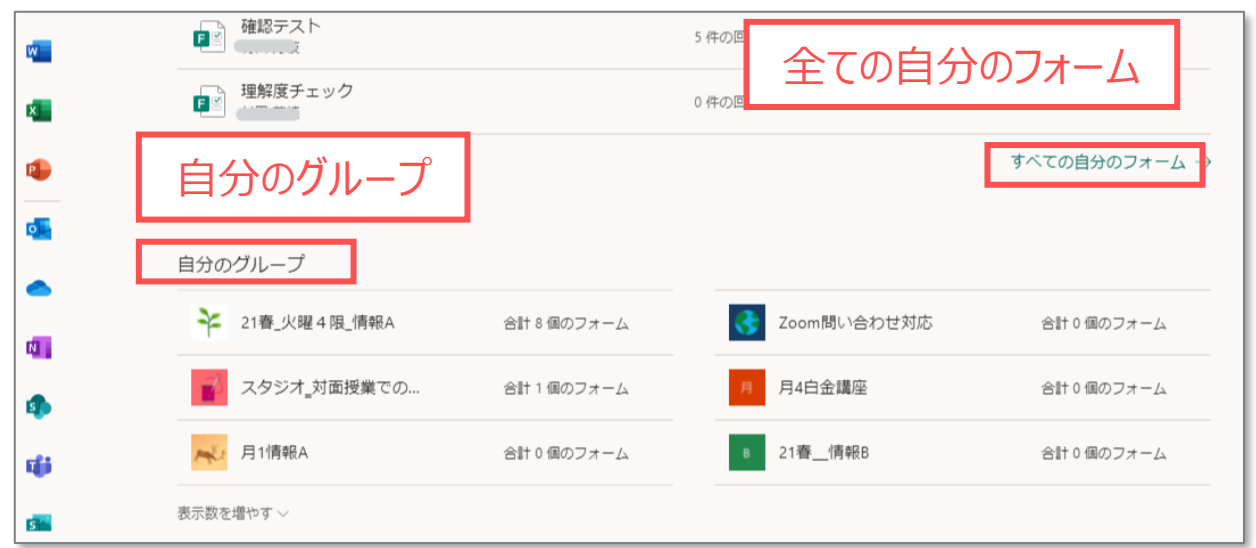 確認テスト
5 件の回
全ての自分のフォーム
理解度チェック
0 件の回
自分のグループ
すべての自分のフォーム →
自分のグループ
21春_火曜4限_情報A 合計 8 個のフォーム
Zoom問い合わせ対応 合計 0 個のフォーム
スタジオ_対面授業での... 合計 1 個のフォーム
月 月4白金講座 合計 0 個のフォーム
月1情報A 合計 0 個のフォーム
B 21春__情報B 合計 0 個のフォーム
表示数を増やす